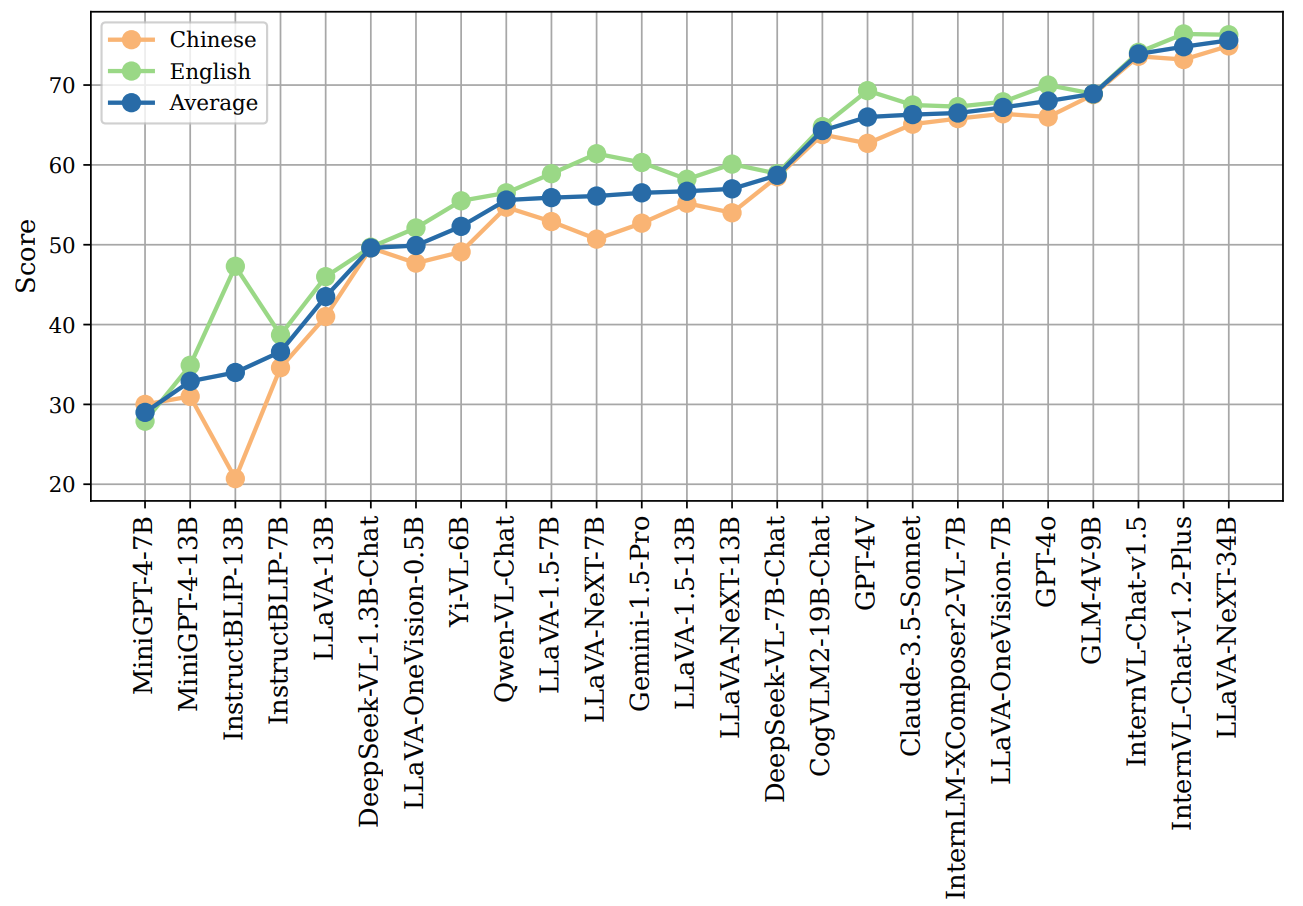 Chinese
English
Average
Score
70
60
50
40
30
20
MiniGPT-4-7B
MiniGPT-4-13B
InstructBLIP-13B
InstructBLIP-7B
LLaVA-13B
DeepSeek-VL-1.3B-Chat
LLaVA-OneVision-0.5B
Yi-VL-6B
Qwen-VL-Chat
LLaVA-1.5-7B
LLaVA-NeXT-7B
Gemini-1.5-Pro
LLaVA-1.5-13B
LLaVA-NeXT-13B
DeepSeek-VL-7B-Chat
CogVLM2-19B-Chat
GPT-4V
Claude-3.5-Sonnet
InternLM-XComposer2-VL-7B
LLaVA-OneVision-7B
GPT-4o
GLM-4V-9B
InternVL-Chat-v1.5
InternVL-Chat-v1.2-Plus
LLaVA-NeXT-34B